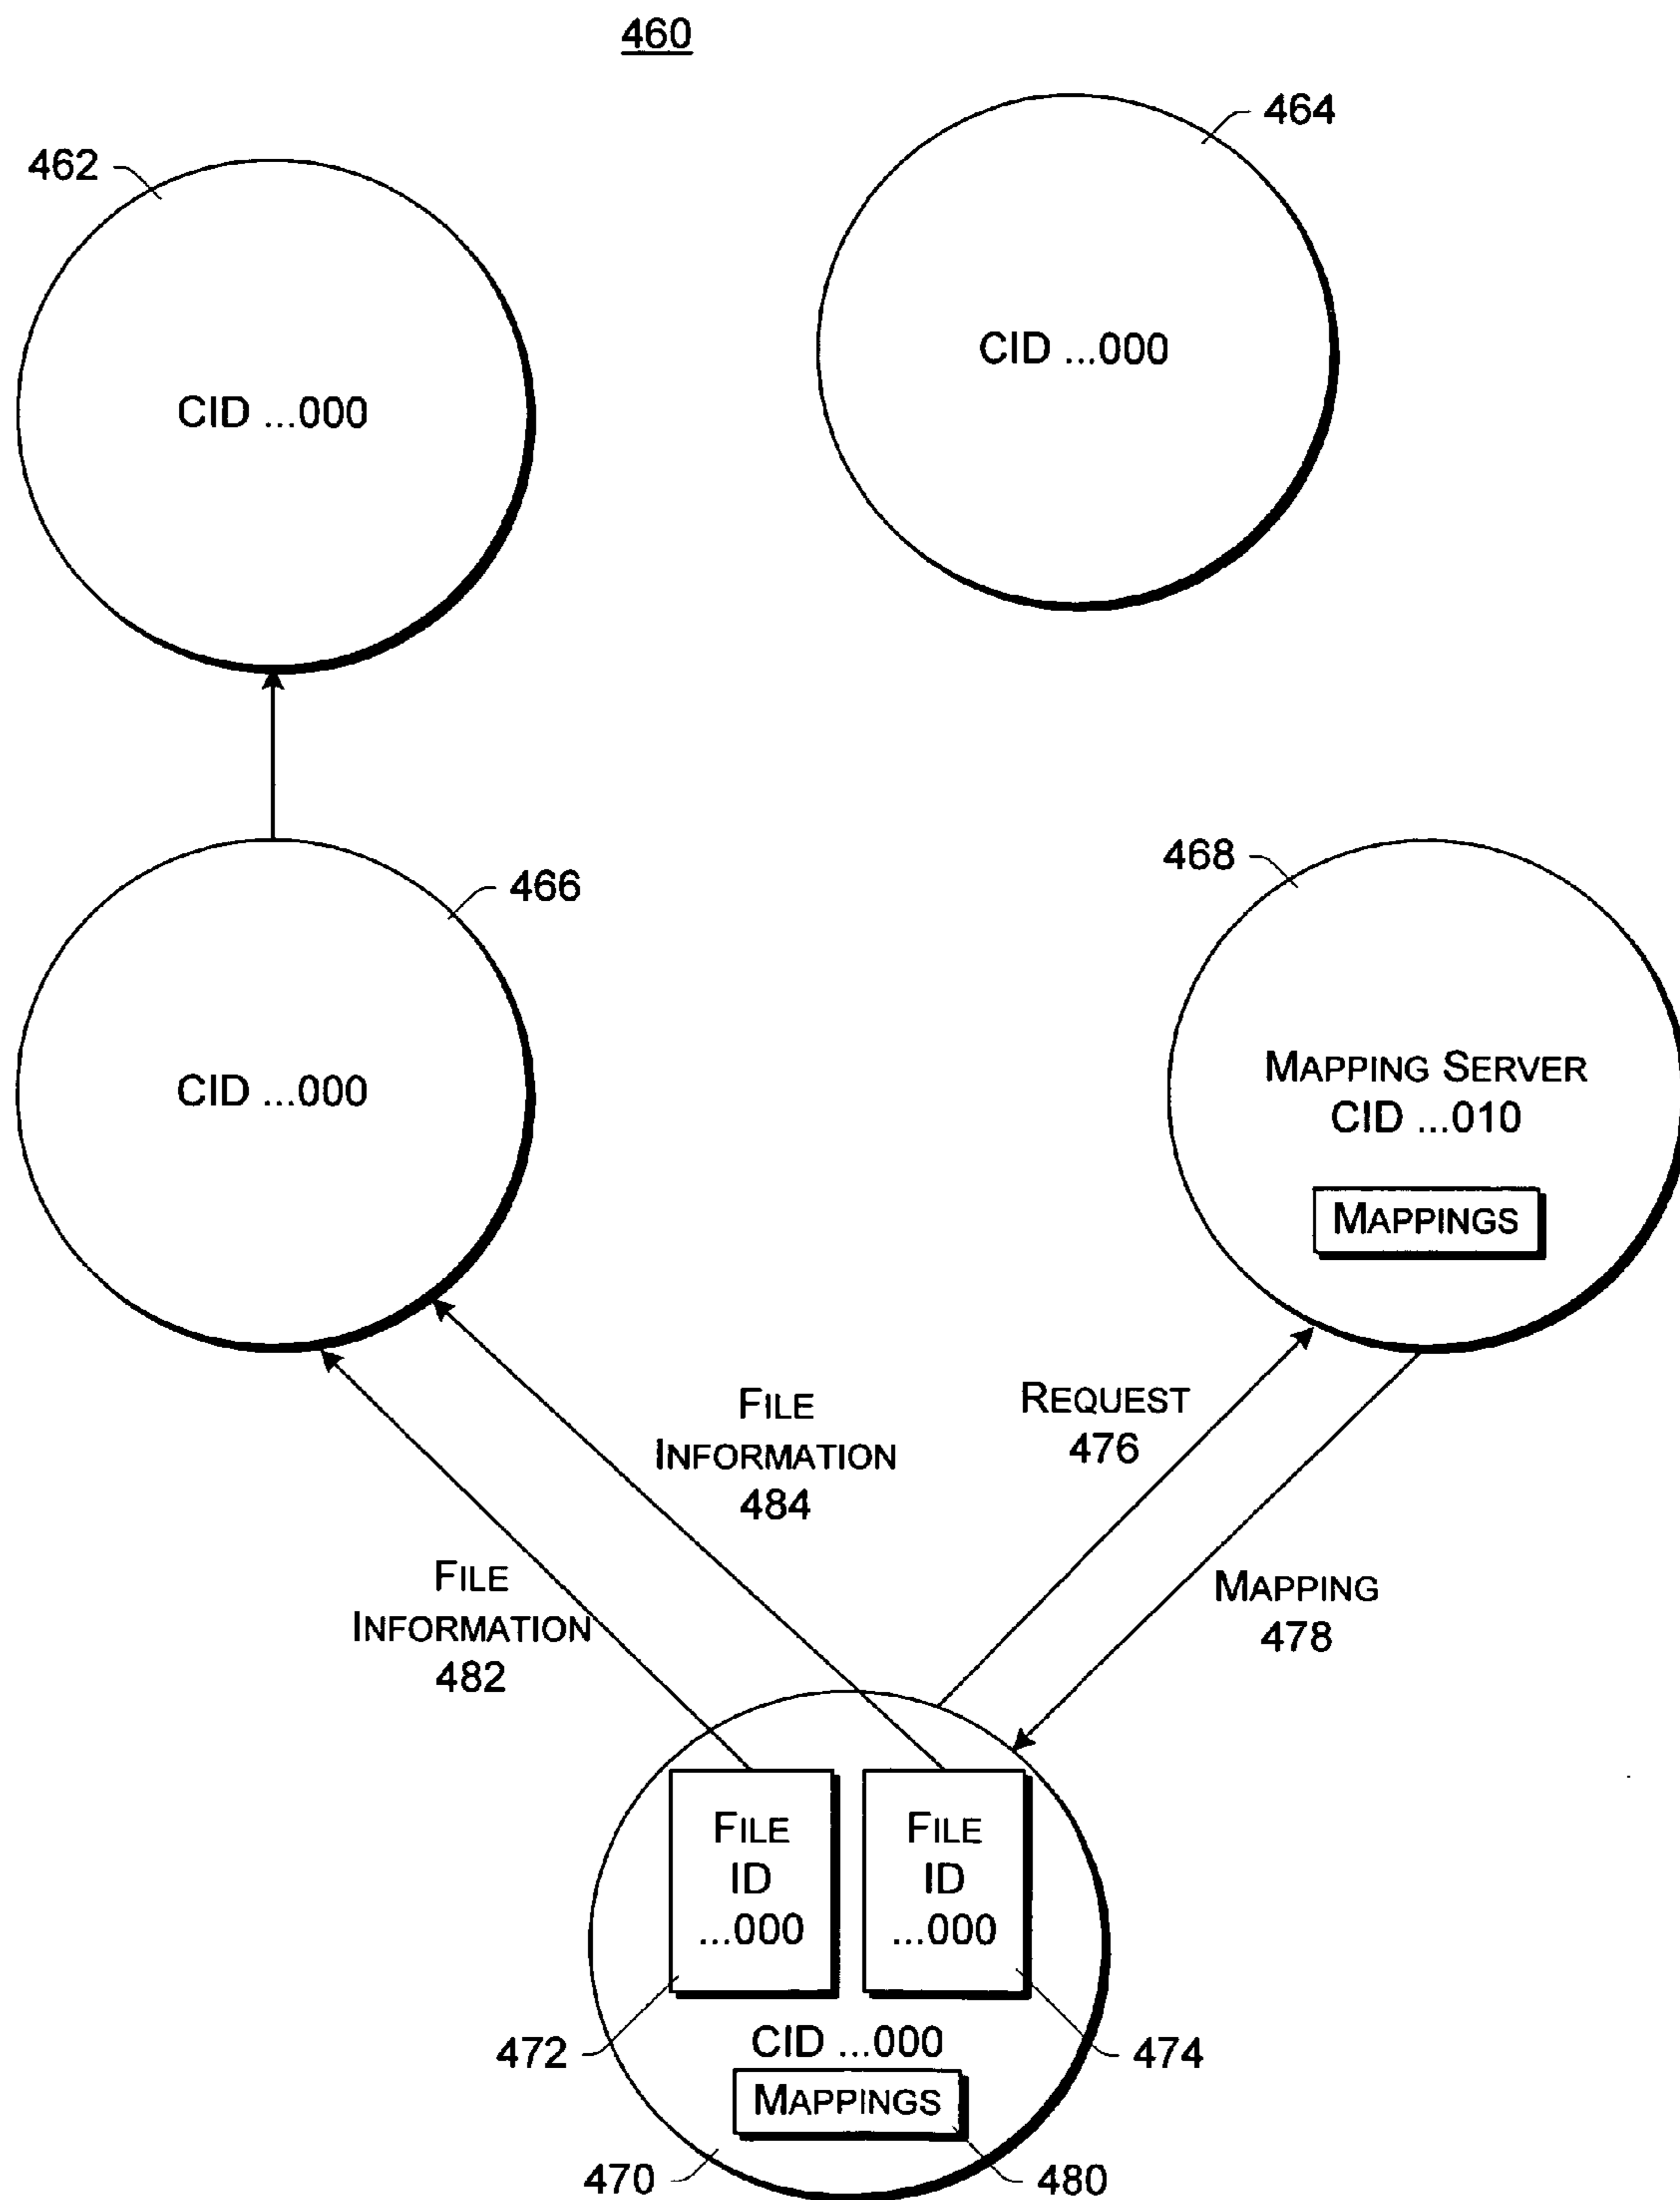 460
464
462
CID ...000
CID ...000
468
466
MAPPING SERVER
CID ...010
CID ...000
MAPPINGS
FILE
INFORMATION
484
REQUEST
476
FILE
INFORMATION
482
MAPPING
478
FILE
ID
...000
FILE
ID
...000
472
CID ...000
474
MAPPINGS
470
480